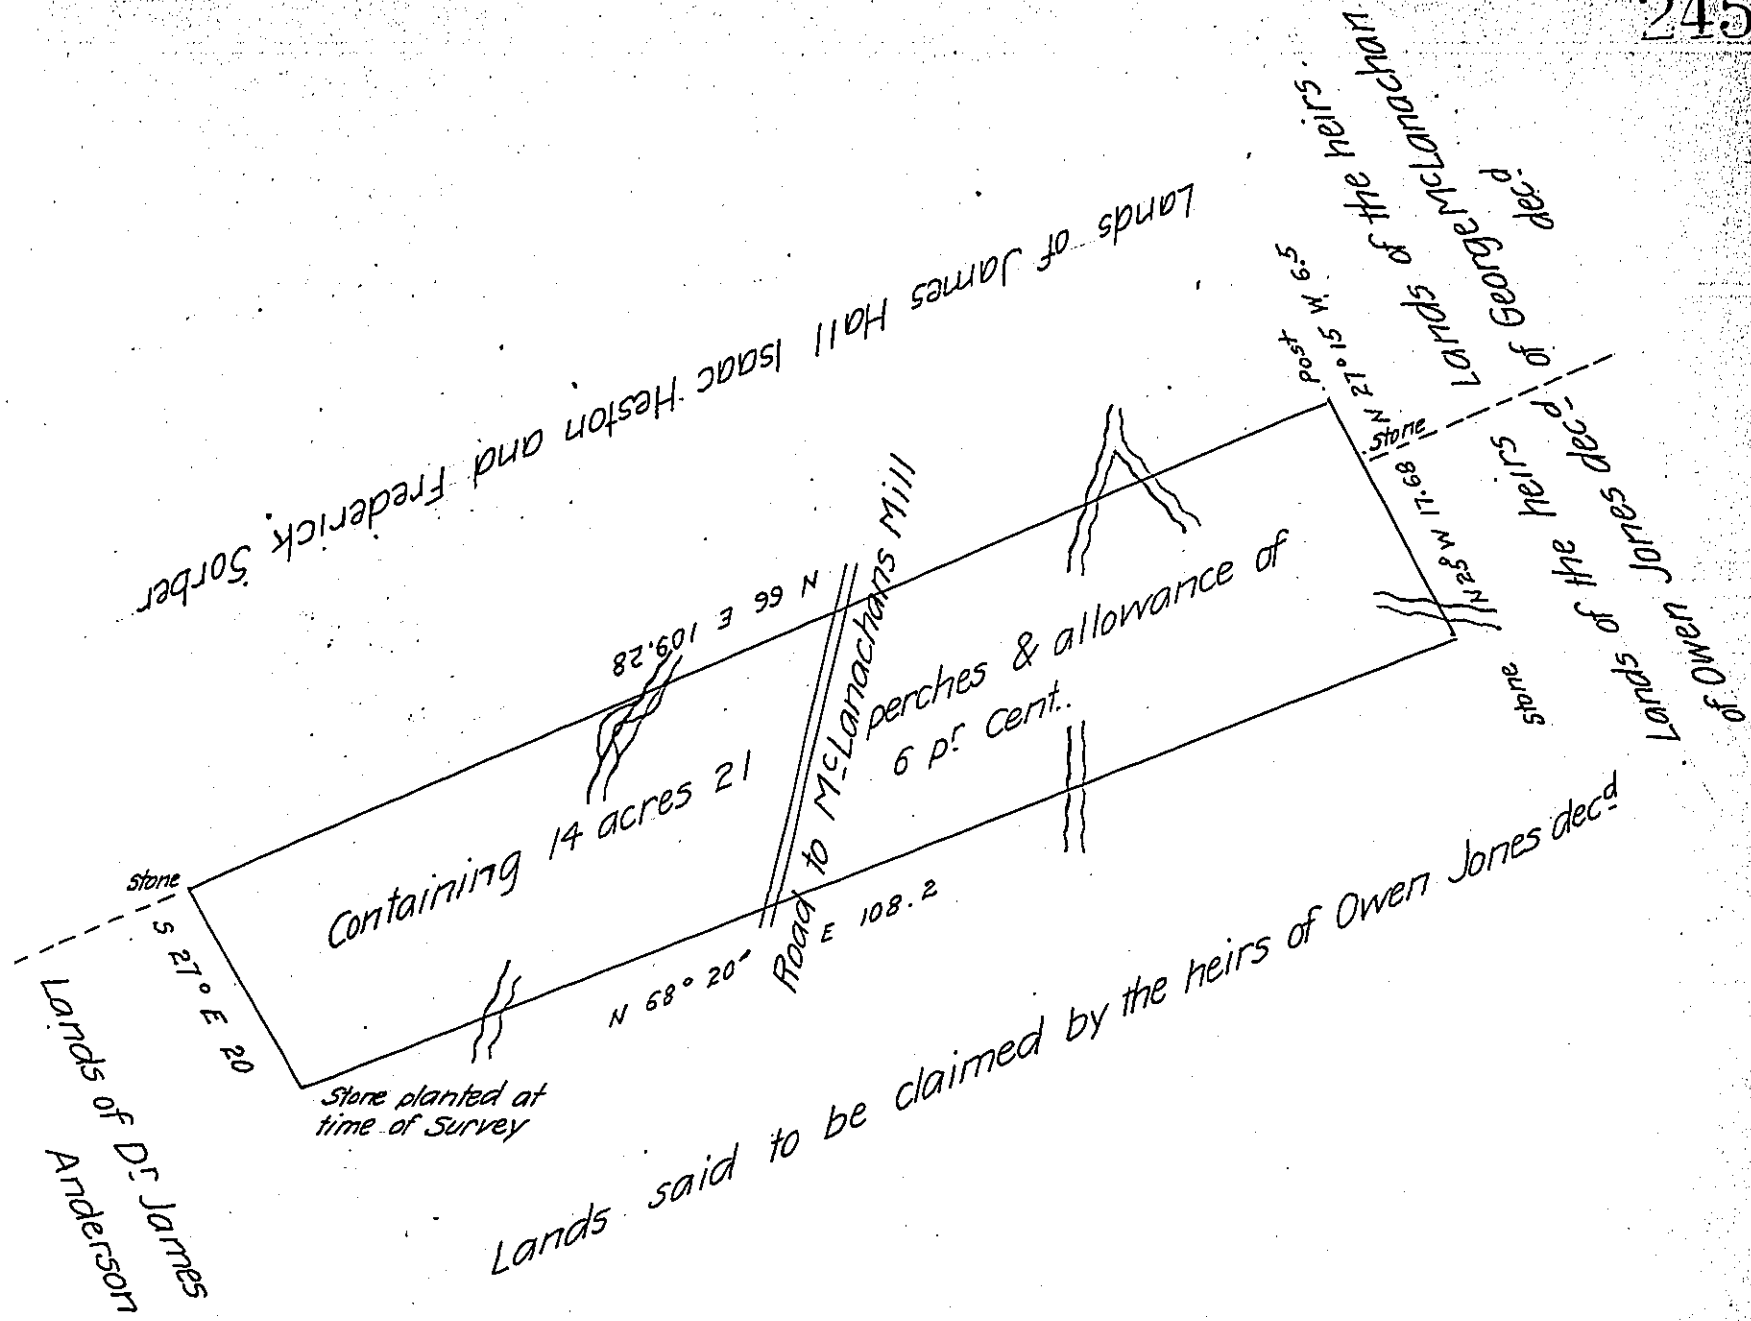 245
Lands of the heirs
of George McLanachan
decd
Lands of James Hall Isaac Heston and Frederick Sorber
Post
N 27° 15 W. 6.5
Stone
N 66 E 109.28
Road to McLanachans Mill
N 28° W 17.68
Lands of the heirs
of Owen Jones decd
Stone
Containing 14 acres 21 perches & allowance of
6 pr Cent.
Stone
S 27° E 20
N 68° 20′ E 108.2
Stone planted at
time of Survey
Lands of Dr James
Anderson
Lands said to be claimed by the heirs of Owen Jones decd